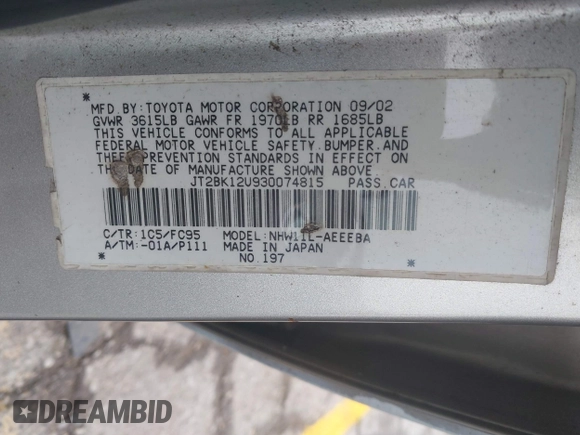 MFD.BY:TOYOTA MOTOR CORPORATION 09/02
GVWR 3615LB GAWR FR 1970LB RR 1685LB
THIS VEHICLE CONFORMS TO ALL APPLICABLE
FEDERAL MOTOR VEHICLE SAFETY.BUMPER.AND
THEFT PREVENTION STANDARDS IN EFFECT ON
THE DATE OF MANUFACTURE SHOWN ABOVE.
JT2BK12U930074815 PASS.CAR
C/TR:1C5/FC95 MODEL:NHW11L-AEEEBA
A/TM:-01A/P111 MADE IN JAPAN
NO.197
DREAMBID